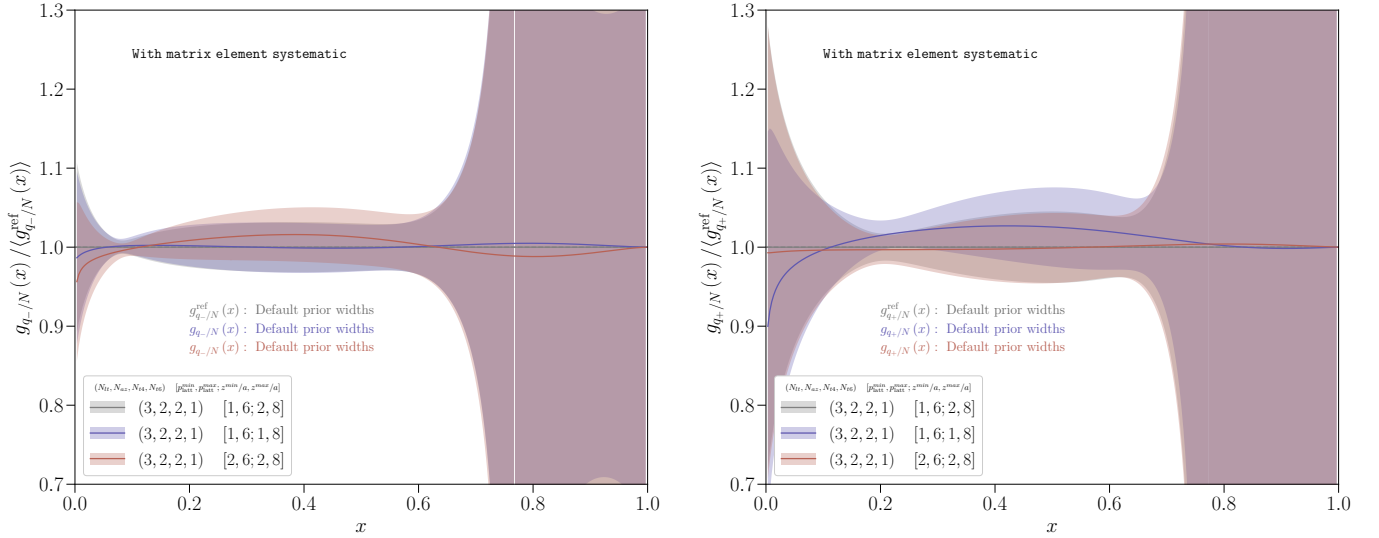 1.3
1.2
1.1
1.0
0.9
0.8
0.7
0.0
0.2
0.4
0.6
0.8
1.0
x
g_{q_-/N}(x)/⟨g^{ref}_{q_-/N}(x)⟩
With matrix element systematic
g^{ref}_{q_-/N}(x) : Default prior widths
g_{q_-/N}(x) : Default prior widths
g_{q_-/N}(x) : Default prior widths
(N_{lt}, N_{az}, N_{t4}, N_{t6}) [p^{min}_{latt}, p^{max}_{latt}; z^{min}/a, z^{max}/a]
(3, 2, 2, 1) [1, 6; 2, 8]
(3, 2, 2, 1) [1, 6; 1, 8]
(3, 2, 2, 1) [2, 6; 2, 8]
1.3
1.2
1.1
1.0
0.9
0.8
0.7
0.0
0.2
0.4
0.6
0.8
1.0
x
g_{q+/N}(x)/⟨g^{ref}_{q+/N}(x)⟩
With matrix element systematic
g^{ref}_{q+/N}(x) : Default prior widths
g_{q+/N}(x) : Default prior widths
g_{q+/N}(x) : Default prior widths
(N_{lt}, N_{az}, N_{t4}, N_{t6}) [p^{min}_{latt}, p^{max}_{latt}; z^{min}/a, z^{max}/a]
(3, 2, 2, 1) [1, 6; 2, 8]
(3, 2, 2, 1) [1, 6; 1, 8]
(3, 2, 2, 1) [2, 6; 2, 8]